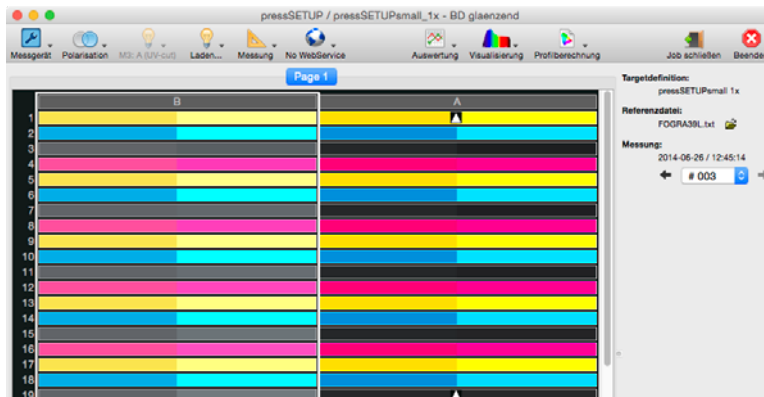 pressSETUP / pressSETUPsmall_1x - BD glaenzend
Messgerät Polarisation M3: A (UV-cut) Laden... Messung No WebService Auswertung Visualisierung Profilberechnung Job schließen Beende
Page 1
Targetdefinition:
pressSETUPsmall 1x
Referenzdatei:
FOGRA39L.txt
Messung:
2014-06-26 / 12:45:14
# 003
B A
1
2
3
4
5
6
7
8
9
10
11
12
13
14
15
16
17
18
19